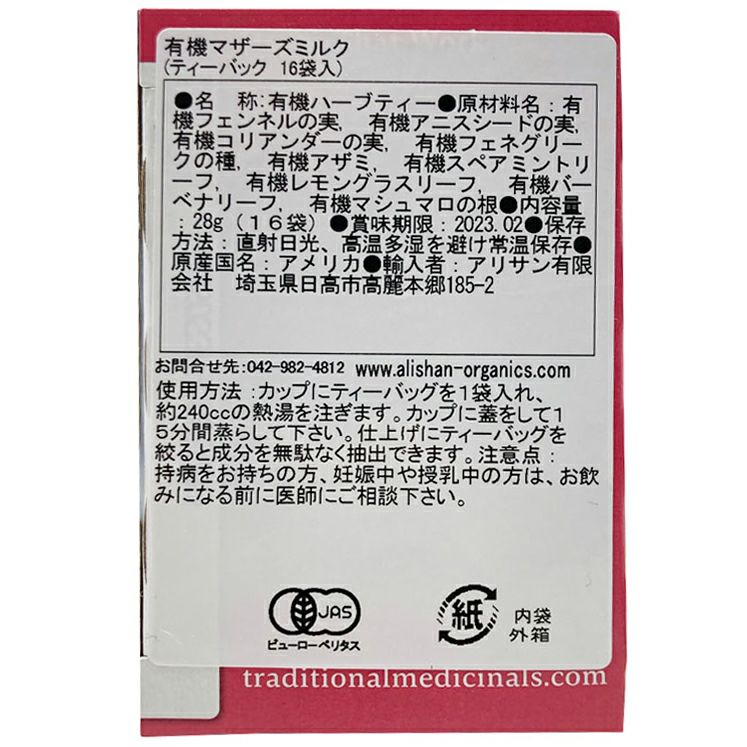 有機マザーズミルク
(ティーバック 16袋入)
●名 称:有機ハーブティー●原材料名:有
機フェンネルの実, 有機アニスシードの実,
有機コリアンダーの実, 有機フェネグリー
クの種, 有機アザミ, 有機スペアミントリ
ーフ, 有機レモングラスリーフ, 有機バー
ベナリーフ, 有機マシュマロの根●内容量
:28g(16袋)●賞味期限:2023.02●保存
方法:直射日光、高温多湿を避け常温保存●
原産国名:アメリカ●輸入者:アリサン有限
会社 埼玉県日高市高麗本郷185-2
お問合せ先:042-982-4812 www.alishan-organics.com
使用方法:カップにティーバッグを1袋入れ、
約240ccの熱湯を注ぎます。カップに蓋をして1
5分間蒸らして下さい。仕上げにティーバッグを
絞ると成分を無駄なく抽出できます。注意点:
持病をお持ちの方、妊娠中や授乳中の方は、お飲
みになる前に医師にご相談下さい。
JAS
ビューローベリタス
紙
内袋
外箱
traditionalmedicinals.com